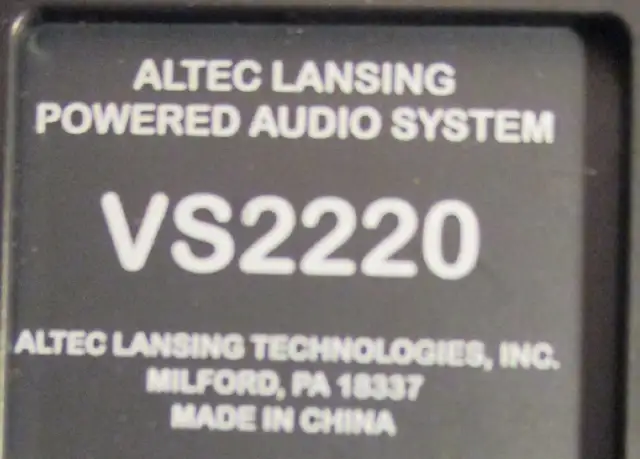 ALTEC LANSING
POWERED AUDIO SYSTEM
VS2220
ALTEC LANSING TECHNOLOGIES, INC.
MILFORD, PA 18337
MADE IN CHINA